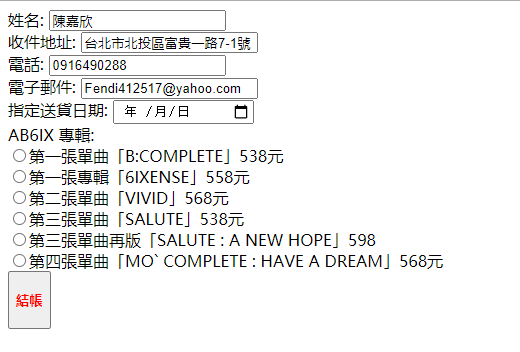 姓名: 陳嘉欣
收件地址: 台北市北投區富貴一路7-1號
電話: 0916490288
電子郵件: Fendi412517@yahoo.com
指定送貨日期: 年 /月/日
AB6IX 專輯:
第一張單曲「B:COMPLETE」538元
第一張專輯「6IXENSE」558元
第二張單曲「VIVID」568元
第三張單曲「SALUTE」538元
第三張單曲再版「SALUTE : A NEW HOPE」598
第四張單曲「MO` COMPLETE : HAVE A DREAM」568元
結帳